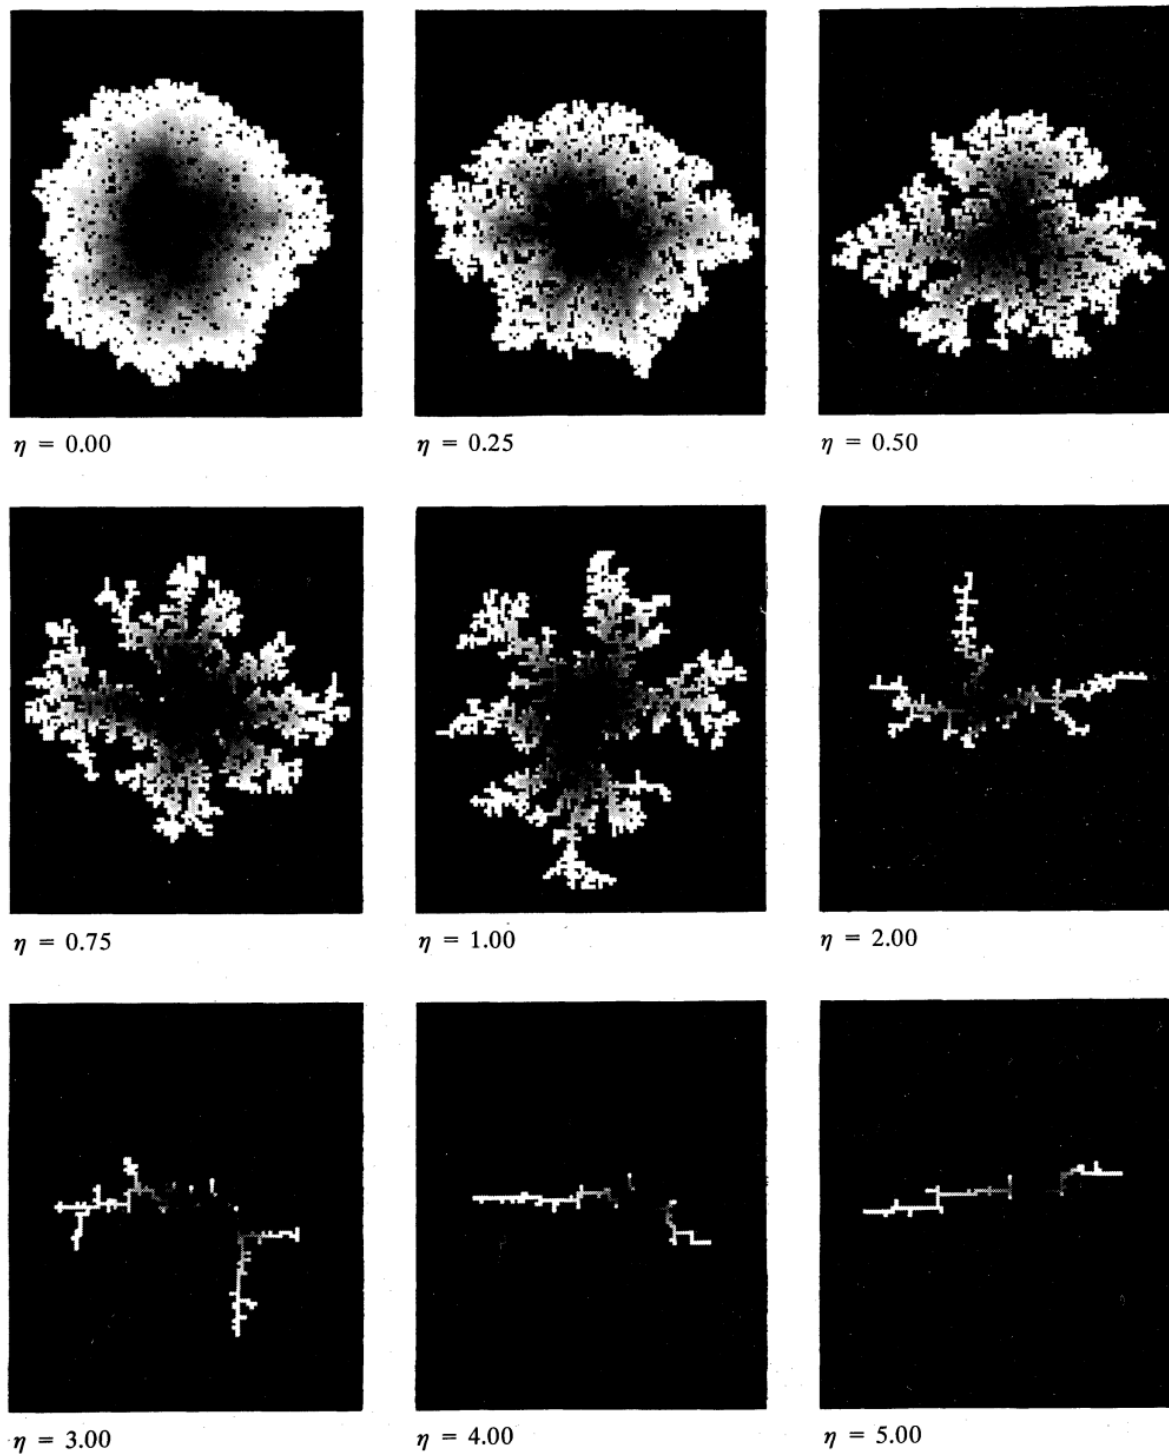 η = 0.00
η = 0.25
η = 0.50
η = 0.75
η = 1.00
η = 2.00
η = 3.00
η = 4.00
η = 5.00